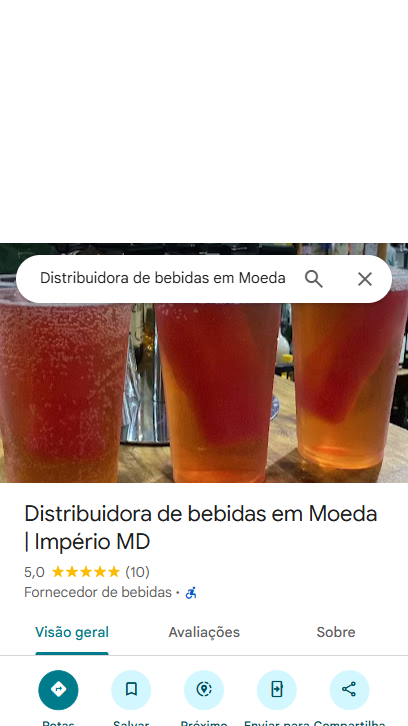 Distribuidora de bebidas em Moeda
Distribuidora de bebidas em Moeda
| Império MD
5,0 ★★★★★ (10)
Fornecedor de bebidas ·
Visão geral Avaliações Sobre
Rotas Salvar Próximo Enviar para Compartilha